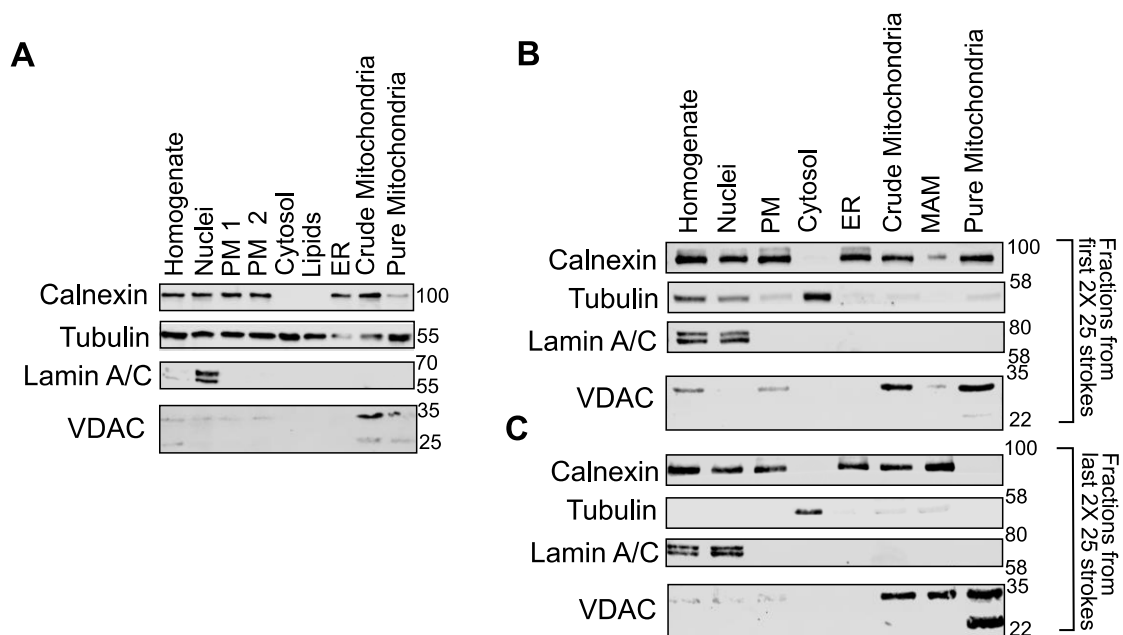 A
Homogenate
Nuclei
PM 1
PM 2
Cytosol
Lipids
ER
Crude Mitochondria
Pure Mitochondria
Calnexin
100
Tubulin
55
Lamin A/C
70
55
VDAC
35
25
B
Homogenate
Nuclei
PM
Cytosol
ER
Crude Mitochondria
MAM
Pure Mitochondria
Calnexin
100
58
Tubulin
Lamin A/C
80
58
VDAC
35
22
Fractions from
first 2X 25 strokes
C
Calnexin
100
58
Tubulin
Lamin A/C
80
58
VDAC
35
22
Fractions from
last 2X 25 strokes